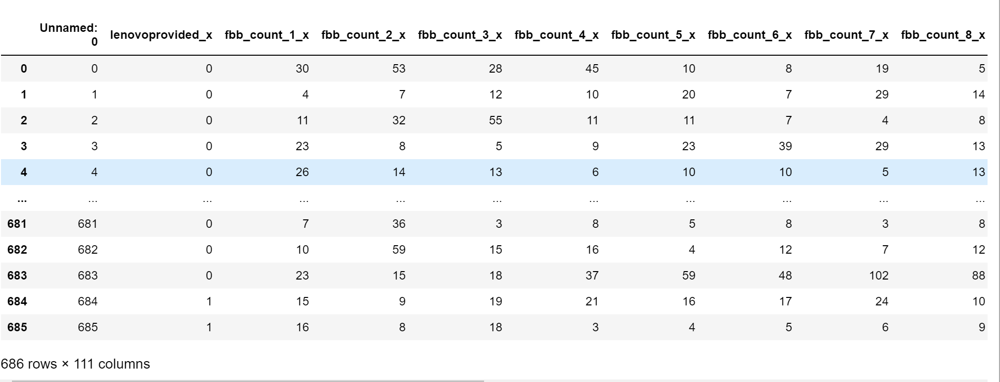 Unnamed: 0 lenovoprovided_x fbb_count_1_x fbb_count_2_x fbb_count_3_x fbb_count_4_x fbb_count_5_x fbb_count_6_x fbb_count_7_x fbb_count_8_x
0 0 0 30 53 28 45 10 8 19 5
1 1 0 4 7 12 10 20 7 29 14
2 2 0 11 32 55 11 11 7 4 8
3 3 0 23 8 5 9 23 39 29 13
4 4 0 26 14 13 6 10 10 5 13
... ... ... ... ... ... ... ... ... ... ...
681 681 0 7 36 3 8 5 8 3 8
682 682 0 10 59 15 16 4 12 7 12
683 683 0 23 15 18 37 59 48 102 88
684 684 1 15 9 19 21 16 17 24 10
685 685 1 16 8 18 3 4 5 6 9
686 rows × 111 columns